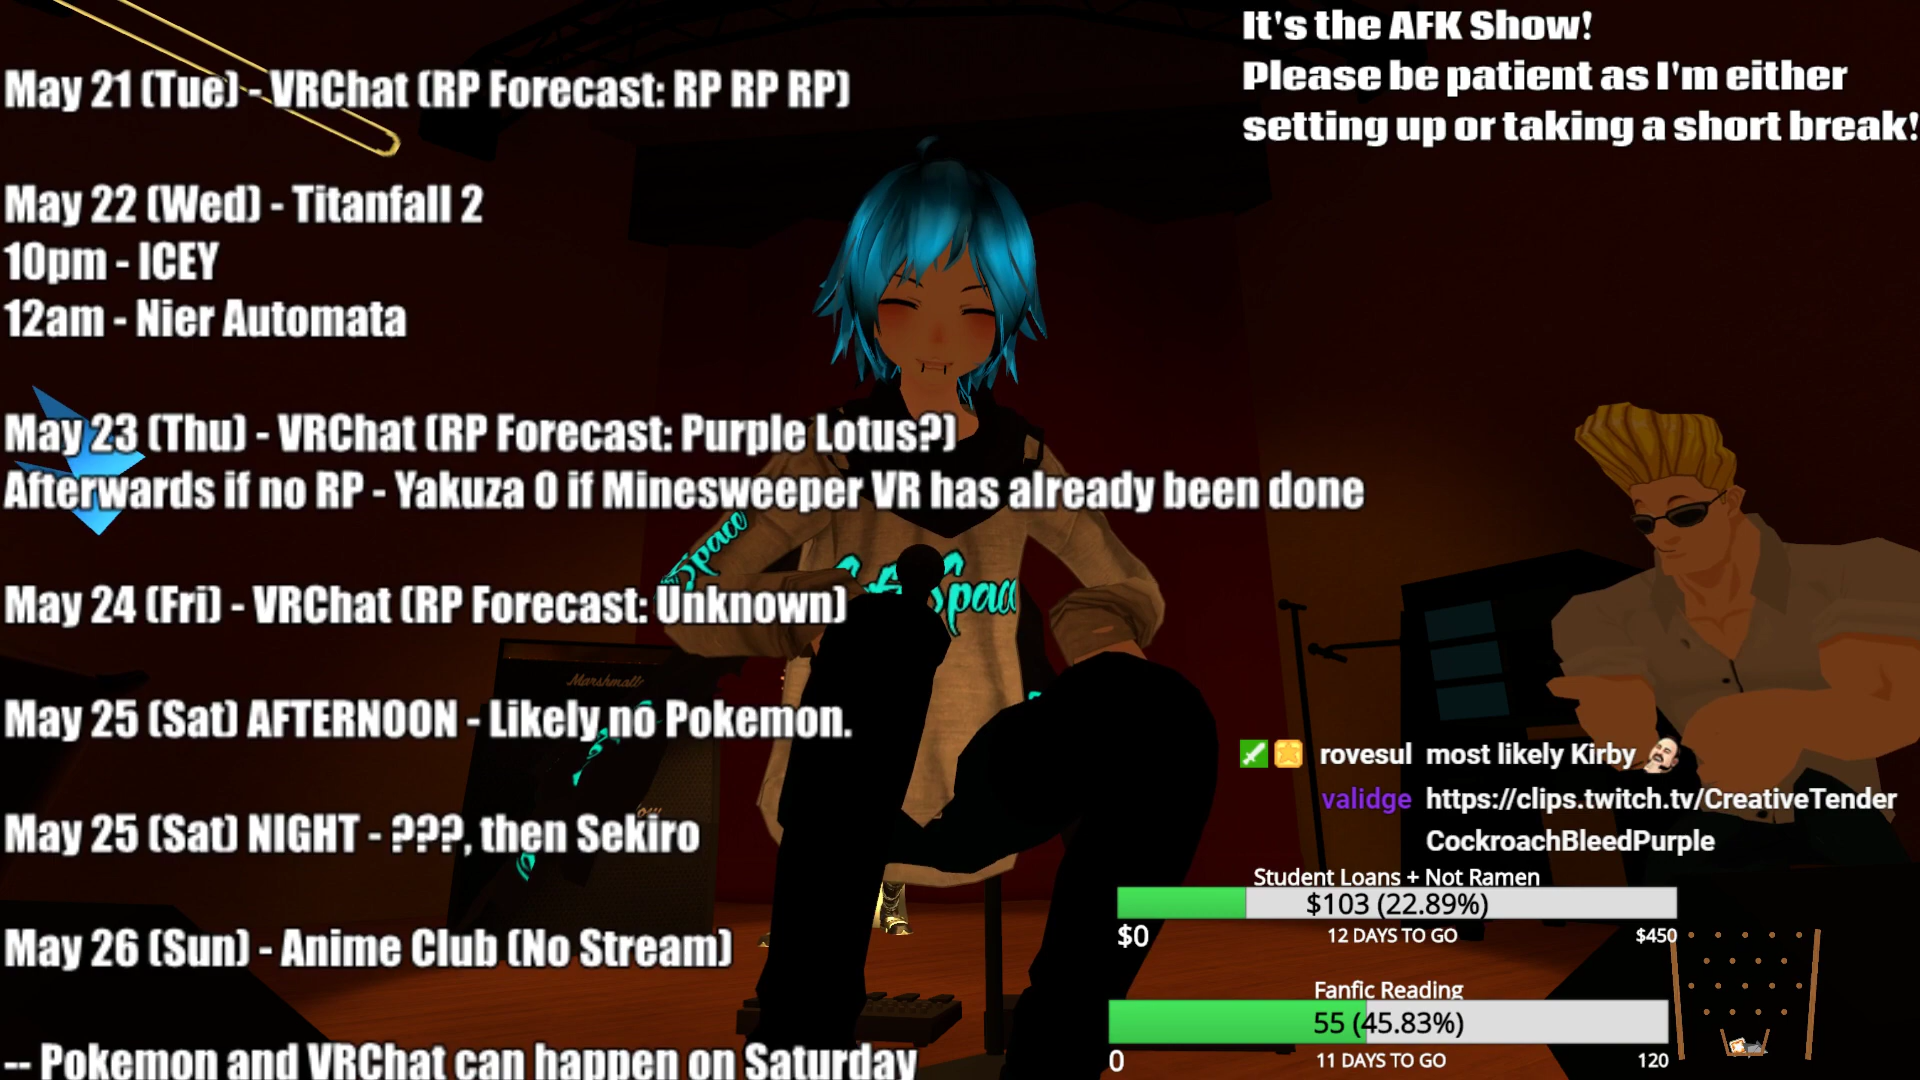 It's the AFK Show!
Please be patient as I'm either
setting up or taking a short break!
May 21 (Tue) - VRChat (RP Forecast: RP RP RP)
May 22 (Wed) - Titanfall 2
10pm - ICEY
12am - Nier Automata
May 23 (Thu) - VRChat (RP Forecast: Purple Lotus?)
Afterwards if no RP - Yakuza 0 if Minesweeper VR has already been done
May 24 (Fri) - VRChat (RP Forecast: Unknown)
May 25 (Sat) AFTERNOON - Likely no Pokemon.
May 25 (Sat) NIGHT - ???, then Sekiro
May 26 (Sun) - Anime Club (No Stream)
-- Pokemon and VRChat can happen on Saturday
Space
Space
Marshmall
rovesul most likely Kirby
validge https://clips.twitch.tv/CreativeTender
CockroachBleedPurple
Student Loans + Not Ramen
$103 (22.89%)
$0 12 DAYS TO GO $450
Fanfic Reading
55 (45.83%)
0 11 DAYS TO GO 120